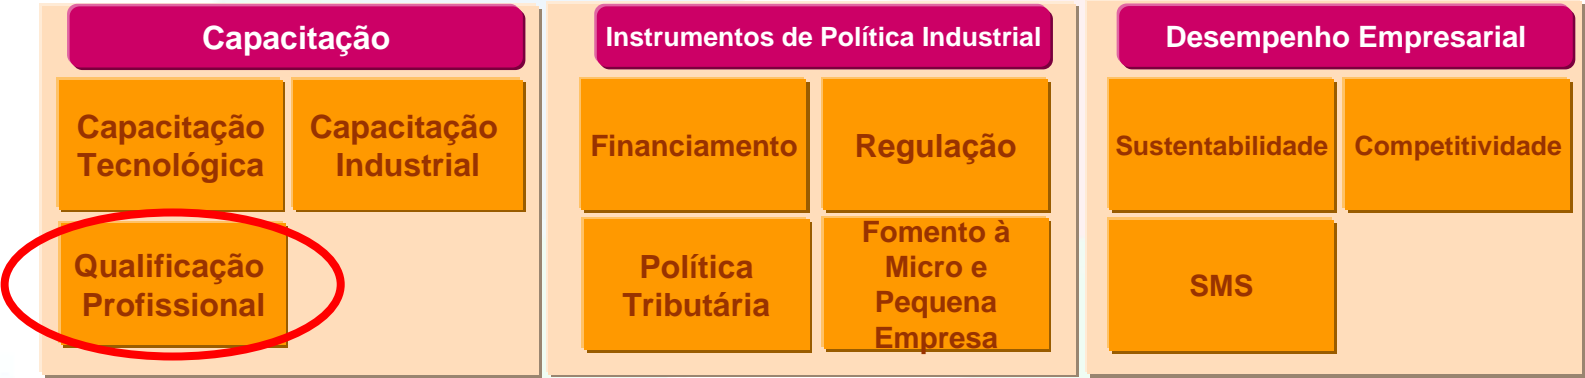 Capacitação
Capacitação
Tecnológica
Capacitação
Industrial
Qualificação
Profissional
Instrumentos de Política Industrial
Financiamento
Regulação
Política
Tributária
Fomento à
Micro e
Pequena
Empresa
Desempenho Empresarial
Sustentabilidade
Competitividade
SMS